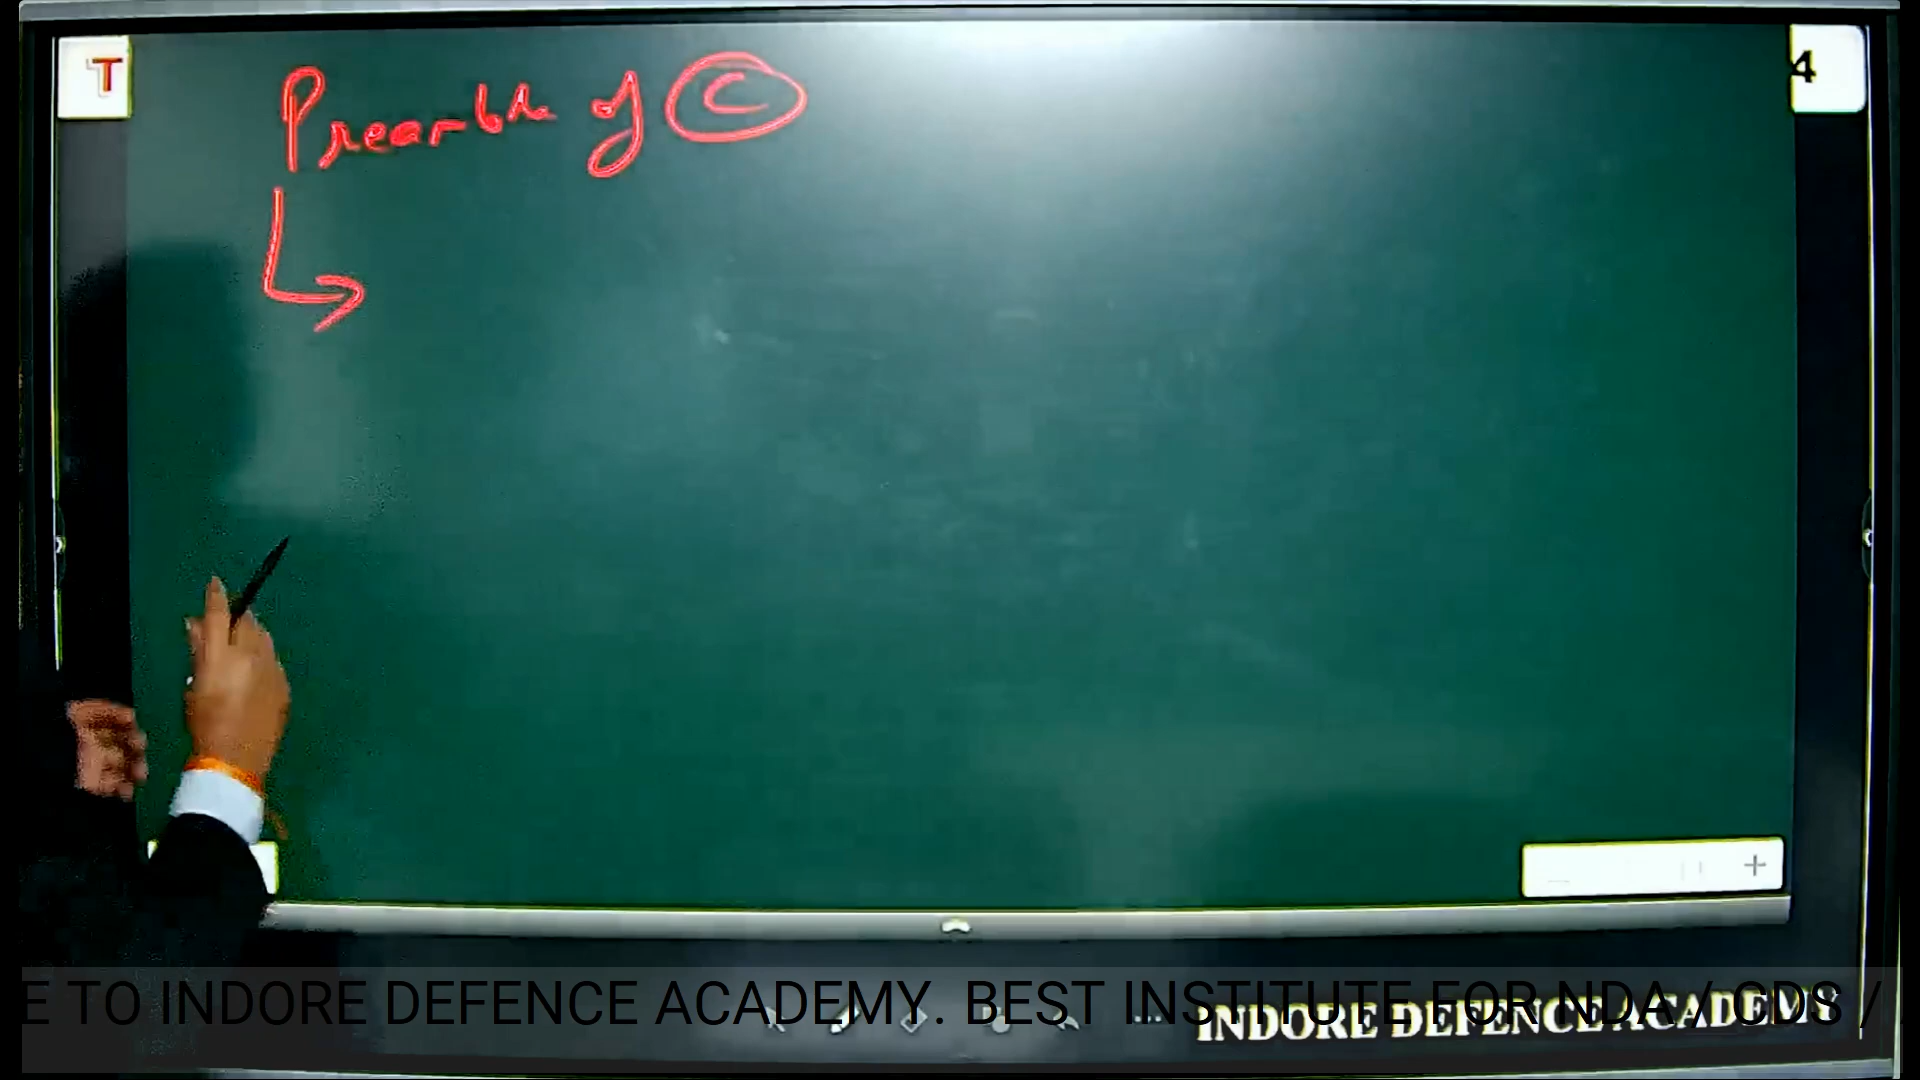 T
4
Preamble of C
E TO INDORE DEFENCE ACADEMY. BEST INSTITUTE FOR NDA / CDS /
INDORE DEFENCE ACADEMY